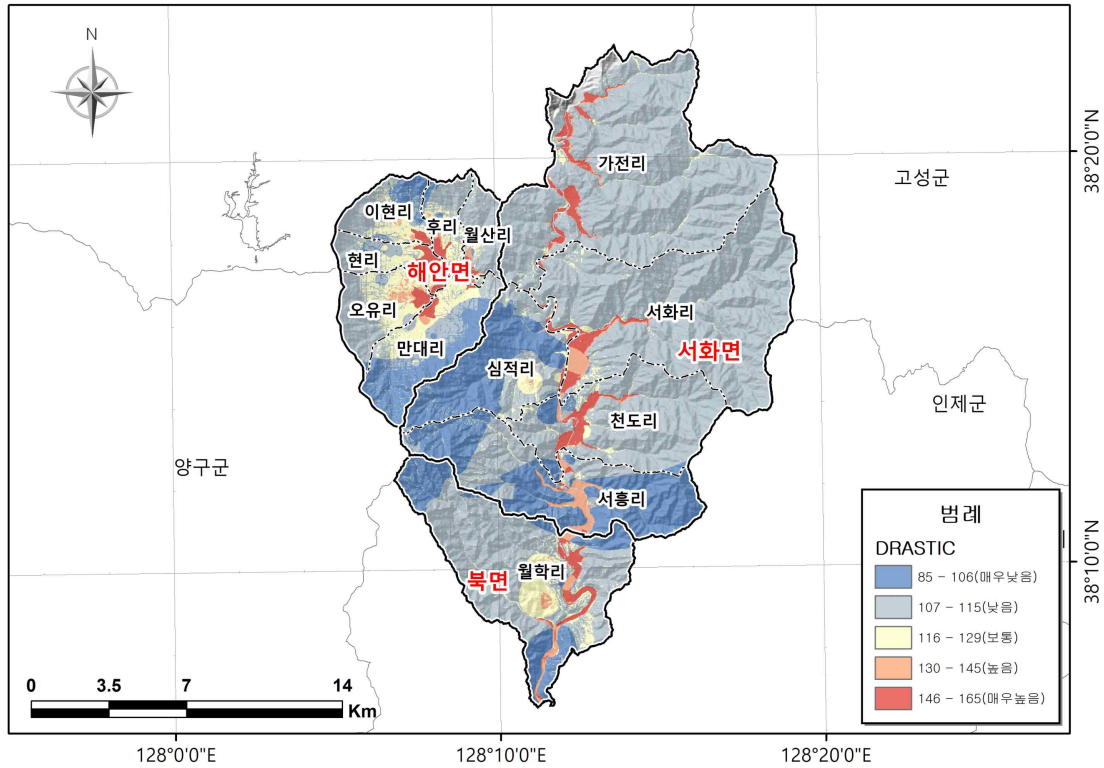 N
가전리
고성군
38°20'0"N
이현리
후리
월산리
현리
해안면
오유리
서화리
만대리
서화면
심적리
인제군
천도리
양구군
서흥리
월학리
북면
38°10'0"N
범례
DRASTIC
85 - 106(매우낮음)
107 - 115(낮음)
116 - 129(보통)
130 - 145(높음)
146 - 165(매우높음)
0 3.5 7 14
Km
128°0'0"E 128°10'0"E 128°20'0"E